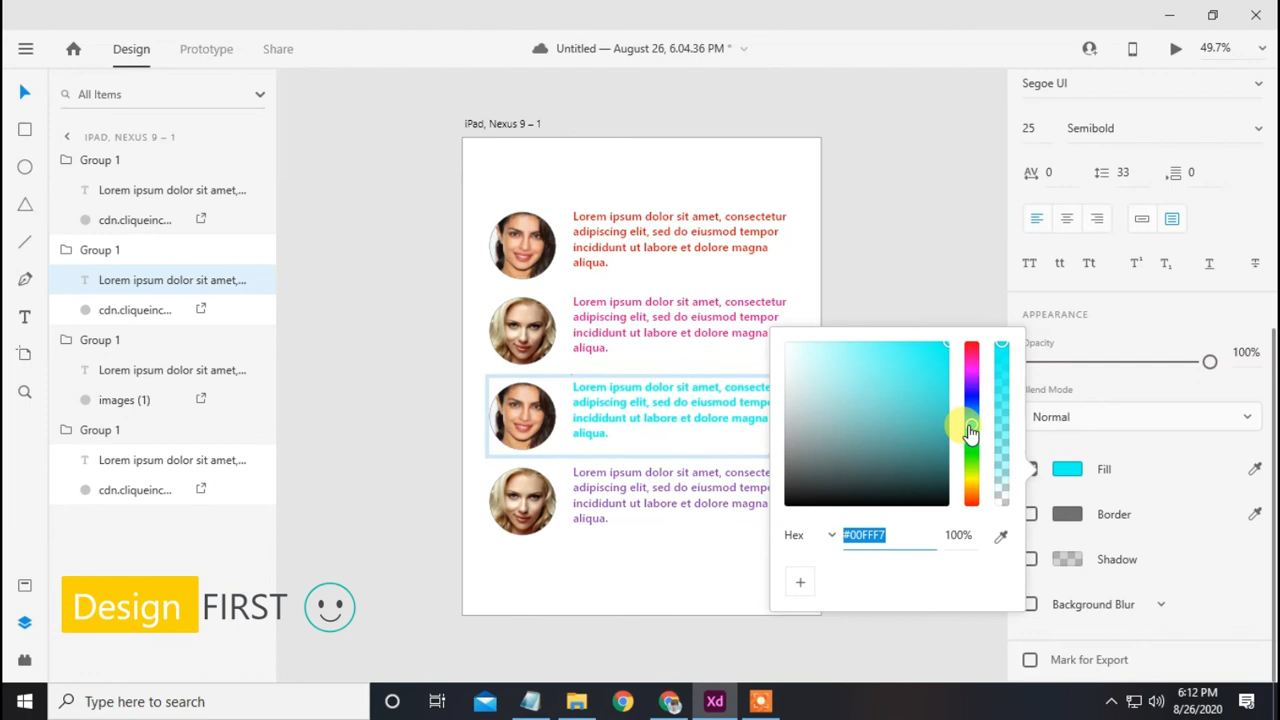 Design
Prototype
Share
Untitled — August 26, 6.04.36 PM *
49.7%
All Items
IPAD, NEXUS 9 – 1
Group 1
Lorem ipsum dolor sit amet,...
cdn.cliqueinc...
Group 1
Lorem ipsum dolor sit amet,...
cdn.cliqueinc...
Group 1
Lorem ipsum dolor sit amet,...
images (1)
Group 1
Lorem ipsum dolor sit amet,...
cdn.cliqueinc...
Design FIRST
iPad, Nexus 9 – 1
Lorem ipsum dolor sit amet, consectetur
adipiscing elit, sed do eiusmod tempor
incididunt ut labore et dolore magna
aliqua.
Lorem ipsum dolor sit amet, consectetur
adipiscing elit, sed do eiusmod tempor
incididunt ut labore et dolore magna
aliqua.
Lorem ipsum dolor sit amet,
adipiscing elit, sed do eiusmod
incididunt ut labore et dolore magna
aliqua.
Lorem ipsum dolor sit amet,
adipiscing elit, sed do eiusmod
incididunt ut labore et dolore magna
aliqua.
Hex
#00FFF7
100%
+
Segoe UI
25
Semibold
AV 0
33
0
TT tt Tt T¹ T₁ T T
APPEARANCE
Opacity
100%
Blend Mode
Normal
Fill
Border
Shadow
Background Blur
Mark for Export
Type here to search
Xd
6:12 PM
8/26/2020